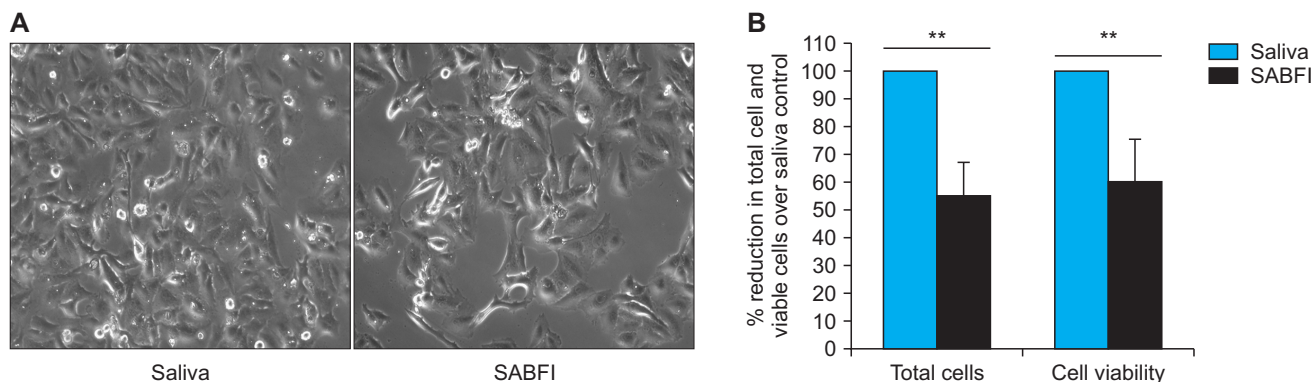 A
Saliva
SABFI
B
% reduction in total cell and
viable cells over saliva control
110
100
90
80
70
60
50
40
30
20
10
0
**
**
Total cells
Cell viability
Saliva
SABFI